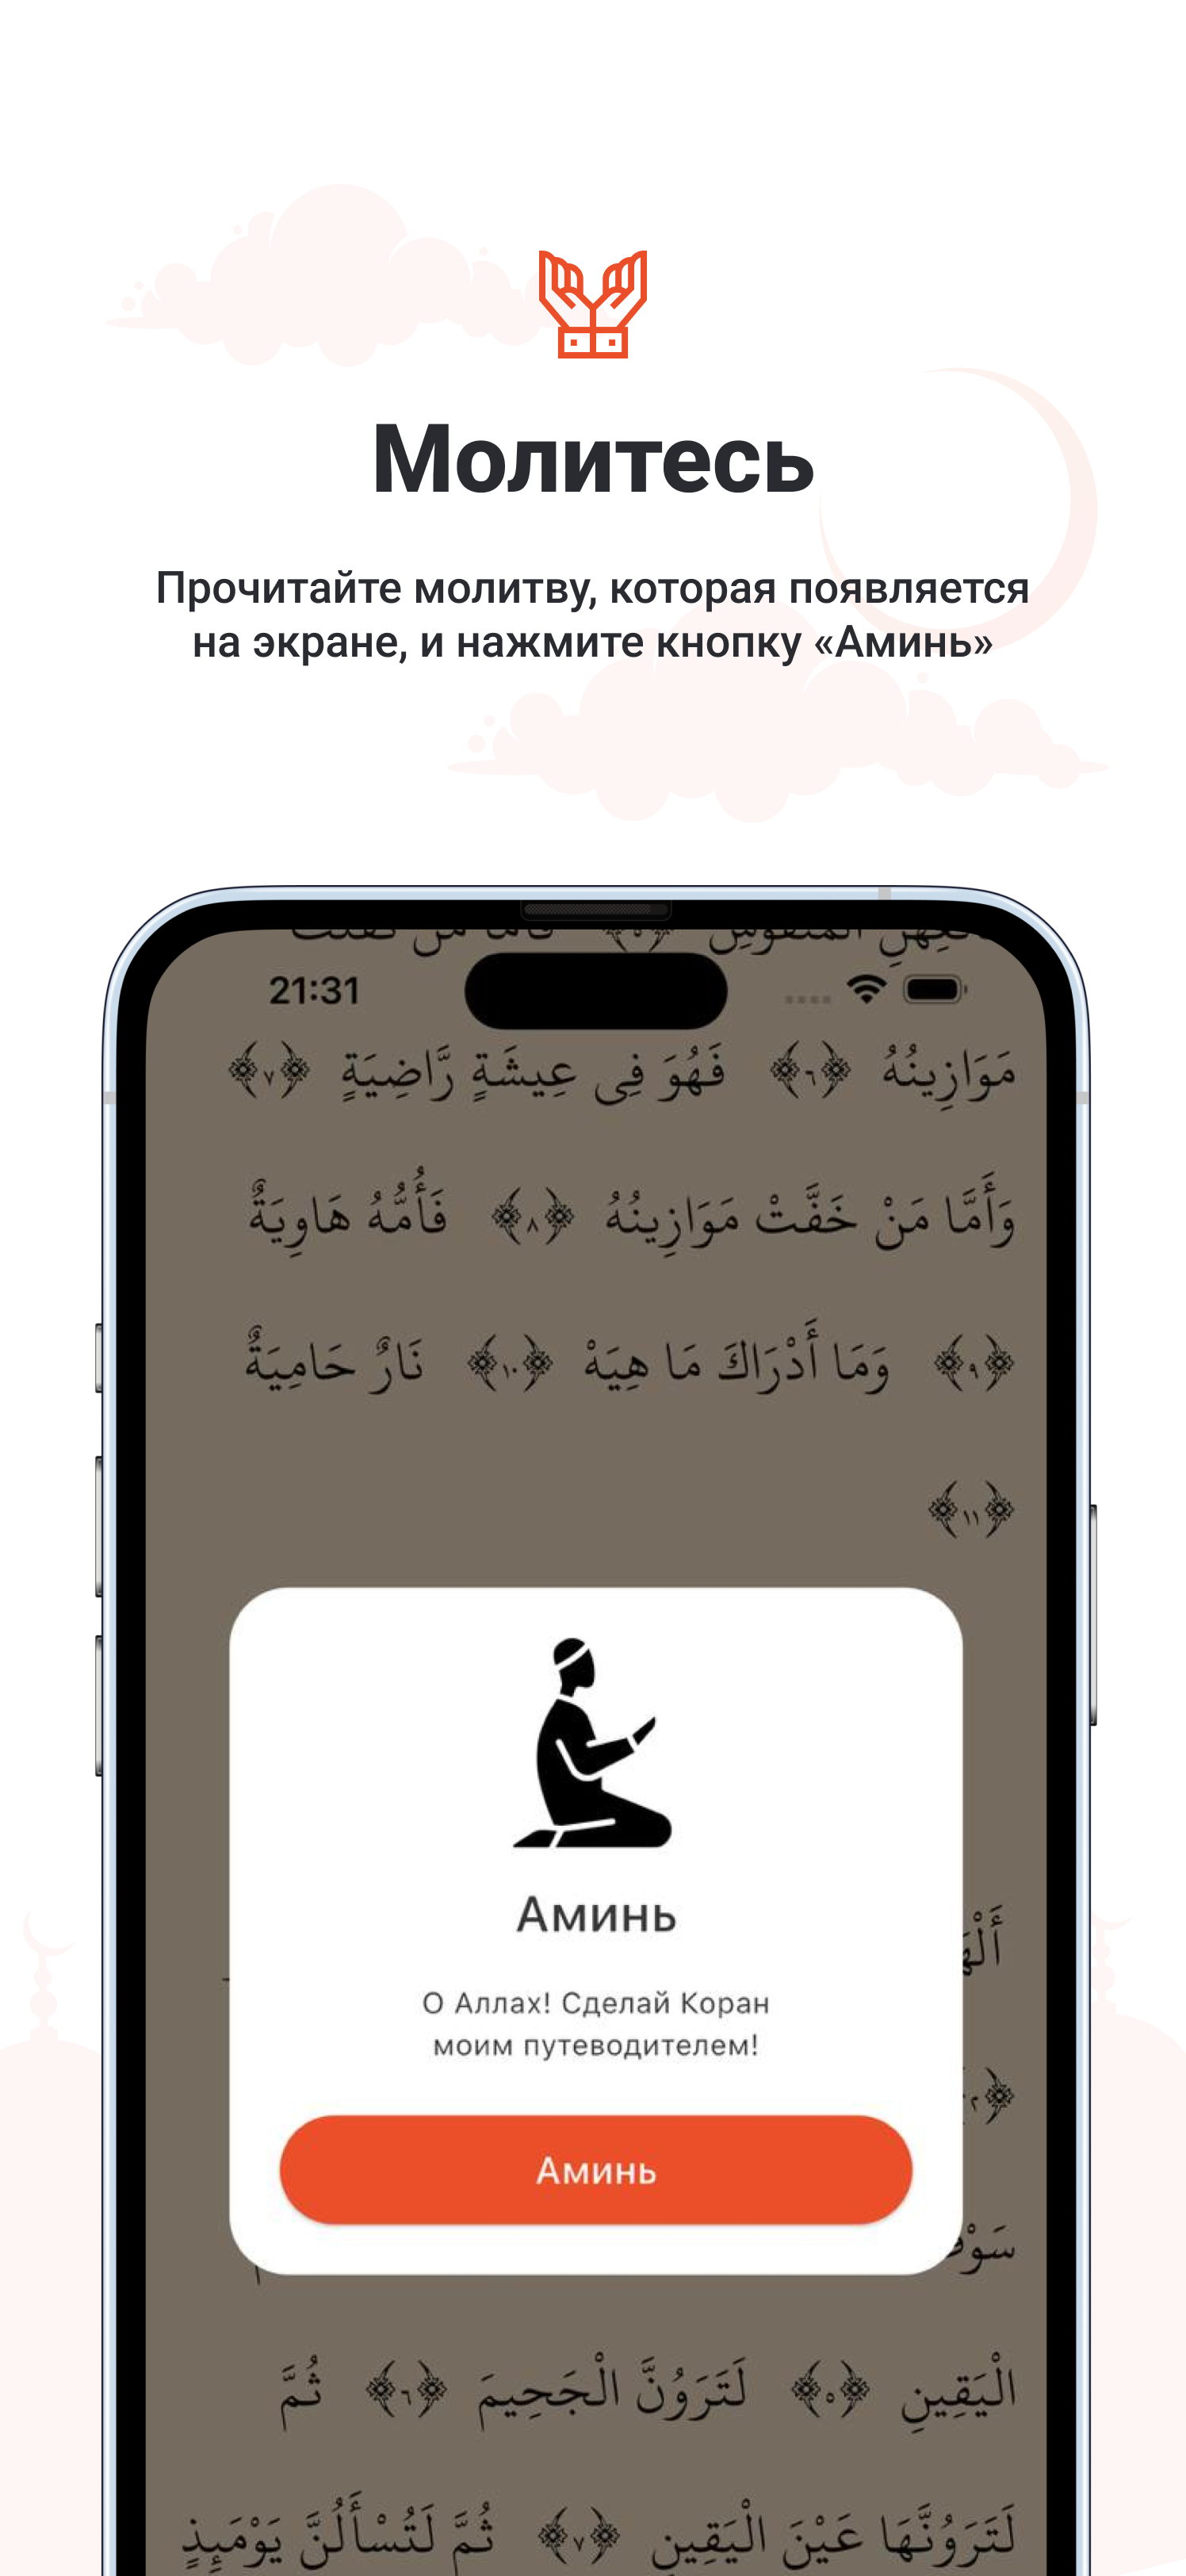 Молитесь
Прочитайте молитву, которая появляется
на экране, и нажмите кнопку «Аминь»
21:31
مَوَازِينُهُ ﴿٦﴾ فَهُوَ فِى عِيشَةٍ رَّاضِيَةٍ ﴿٧﴾
وَأَمَّا مَنْ خَفَّتْ مَوَازِينُهُ ﴿٨﴾ فَأُمُّهُ هَاوِيَةٌ
﴿٩﴾ وَمَا أَدْرَاكَ مَا هِيَهْ ﴿١٠﴾ نَارٌ حَامِيَةٌ
﴿١١﴾
Аминь
О Аллах! Сделай Коран
моим путеводителем!
Аминь
الْيَقِينِ ﴿٥﴾ لَتَرَوُنَّ الْجَحِيمَ ﴿٦﴾ ثُمَّ
لَتَرَوُنَّهَا عَيْنَ الْيَقِينِ ﴿٧﴾ ثُمَّ لَتُسْأَلُنَّ يَوْمَئِذٍ